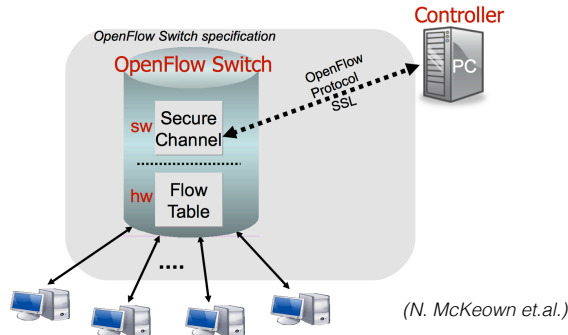 Controller
OpenFlow Switch specification
OpenFlow Switch
PC
OpenFlow
Protocol
SSL
sw
Secure
Channel
hw
Flow
Table
....
(N. McKeown et.al.)